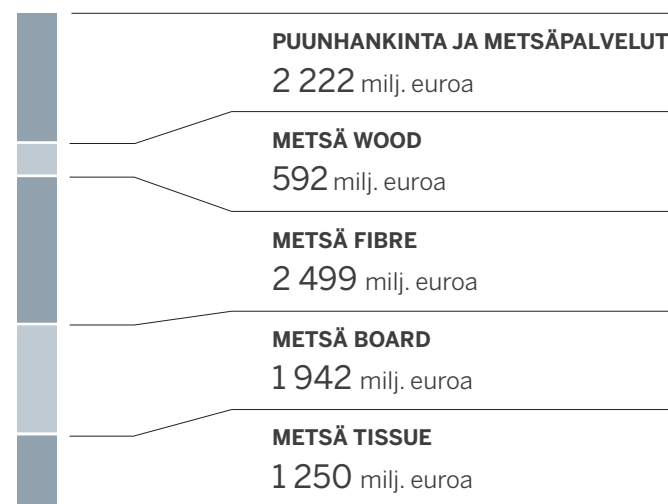 PUUNHANKINTA JA METSÄPALVELUT
2 222 milj. euroa
METSÄ WOOD
592 milj. euroa
METSÄ FIBRE
2 499 milj. euroa
METSÄ BOARD
1 942 milj. euroa
METSÄ TISSUE
1 250 milj. euroa